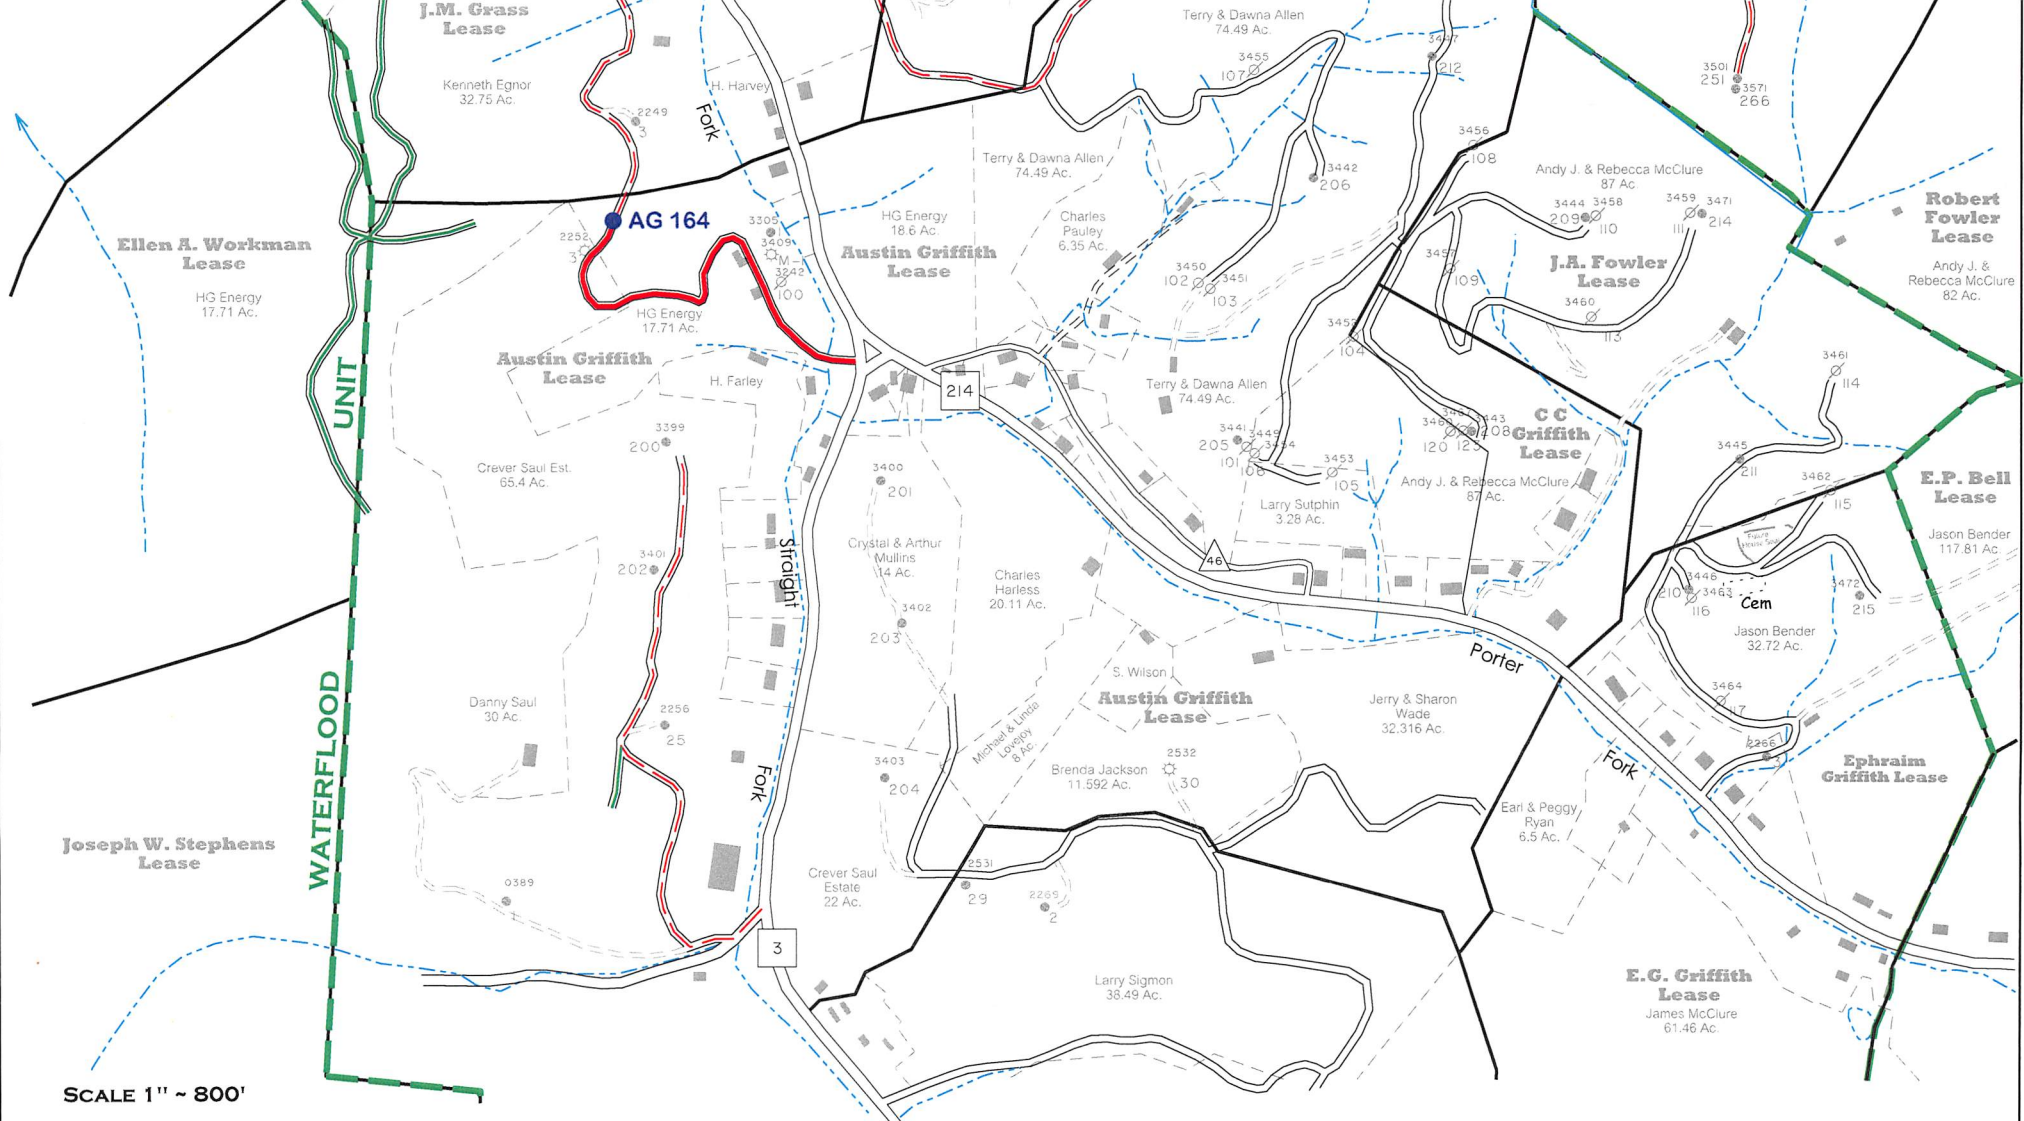 J.M. Grass
Lease
Kenneth Egnor
32.75 Ac.
2249
3
H. Harvey
Fork
Terry & Dawna Allen
74.49 Ac.
3455
107
3447
212
3501
251
3571
266
3456
108
Terry & Dawna Allen
74.49 Ac.
3442
206
Andy J. & Rebecca McClure
87 Ac.
3444
209
3458
110
3459
111
3471
214
Robert
Fowler
Lease
Andy J. &
Rebecca McClure
82 Ac.
Ellen A. Workman
Lease
HG Energy
17.71 Ac.
AG 164
2252
3305
3409
M-
3242
100
HG Energy
18.6 Ac.
Austin Griffith
Lease
Charles
Pauley
6.35 Ac.
3450
102
3451
103
3457
109
J.A. Fowler
Lease
3460
113
HG Energy
17.71 Ac.
Austin Griffith
Lease
H. Farley
214
3452
104
Terry & Dawna Allen
74.49 Ac.
3461
114
UNIT
3399
200
Crever Saul Est.
65.4 Ac.
3400
201
3441
205
3449
101
3454
106
3453
105
120
3443
208
C C
Griffith
Lease
3445
211
3462
115
E.P. Bell
Lease
Jason Bender
117.81 Ac.
Larry Sutphin
3.28 Ac.
Andy J. & Rebecca McClure
87 Ac.
46
3401
202
Straight
Crystal & Arthur
Mullins
14 Ac.
Charles
Harless
20.11 Ac.
3402
203
3446
210
3463
116
Cem
3472
215
Jason Bender
32.72 Ac.
Porter
S. Wilson
Austin Griffith
Lease
Jerry & Sharon
Wade
32.316 Ac.
3464
117
Danny Saul
30 Ac.
2256
25
Michael & Linda
Lovejoy
8 Ac.
2532
30
Brenda Jackson
11.592 Ac.
2266
Fork
Ephraim
Griffith Lease
WATERFLOOD
Fork
3403
204
Earl & Peggy
Ryan
6.5 Ac.
Joseph W. Stephens
Lease
0389
1
Crever Saul
Estate
22 Ac.
2531
29
2269
2
3
Larry Sigmon
38.49 Ac.
E.G. Griffith
Lease
James McClure
61.46 Ac.
Scale 1" ~ 800'